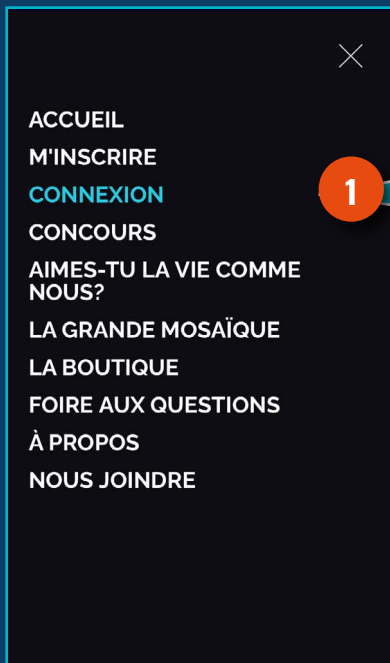 ACCUEIL
M'INSCRIRE
CONNEXION
1
CONCOURS
AIMES-TU LA VIE COMME
NOUS?
LA GRANDE MOSAÏQUE
LA BOUTIQUE
FOIRE AUX QUESTIONS
À PROPOS
NOUS JOINDRE